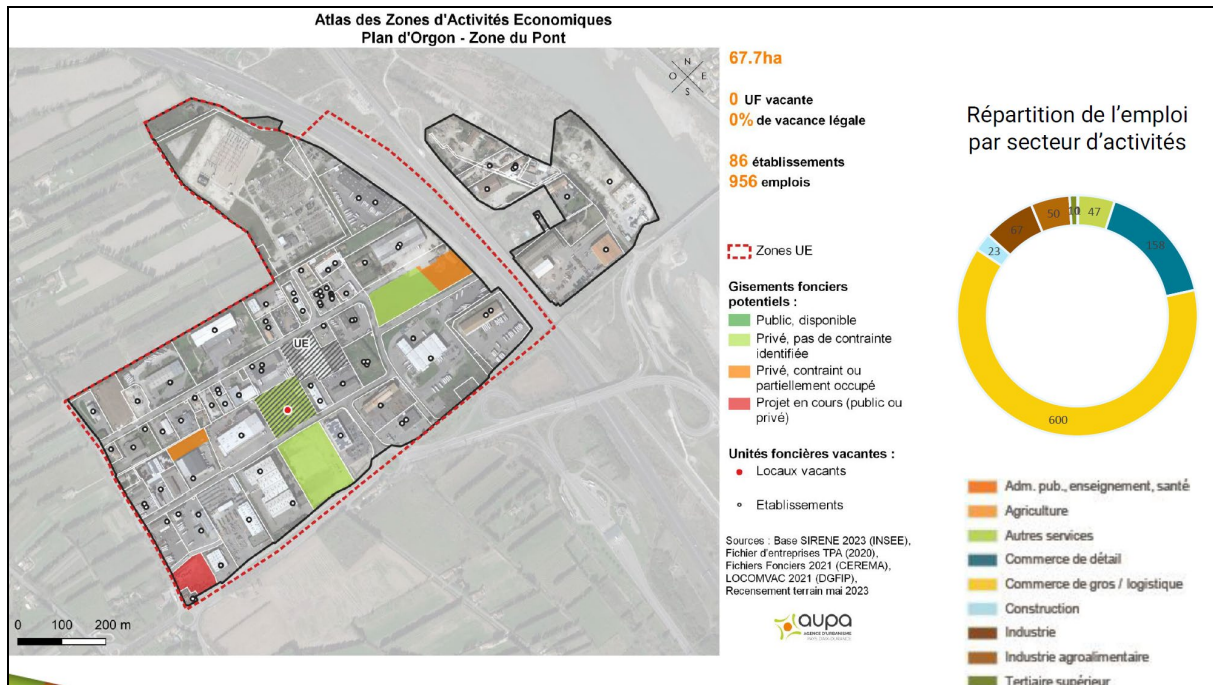 Atlas des Zones d'Activités Economiques
Plan d'Orgon - Zone du Pont
N
O
E
S
UE
0 100 200 m
67.7ha
0 UF vacante
0% de vacance légale
86 établissements
956 emplois
Zones UE
Gisements fonciers
potentiels :
Public, disponible
Privé, pas de contrainte
identifiée
Privé, contraint ou
partiellement occupé
Projet en cours (public ou
privé)
Unités foncières vacantes :
Locaux vacants
Etablissements
Sources : Base SIRENE 2023 (INSEE),
Fichier d'entreprises TPA (2020),
Fichiers Fonciers 2021 (CEREMA),
LOCOMVAC 2021 (DGFIP),
Recensement terrain mai 2023
aupa
AGENCE D'URBANISME
Répartition de l'emploi
par secteur d'activités
50
10
47
67
158
23
600
Adm. pub., enseignement, santé
Agriculture
Autres services
Commerce de détail
Commerce de gros / logistique
Construction
Industrie
Industrie agroalimentaire
Tertiaire supérieur